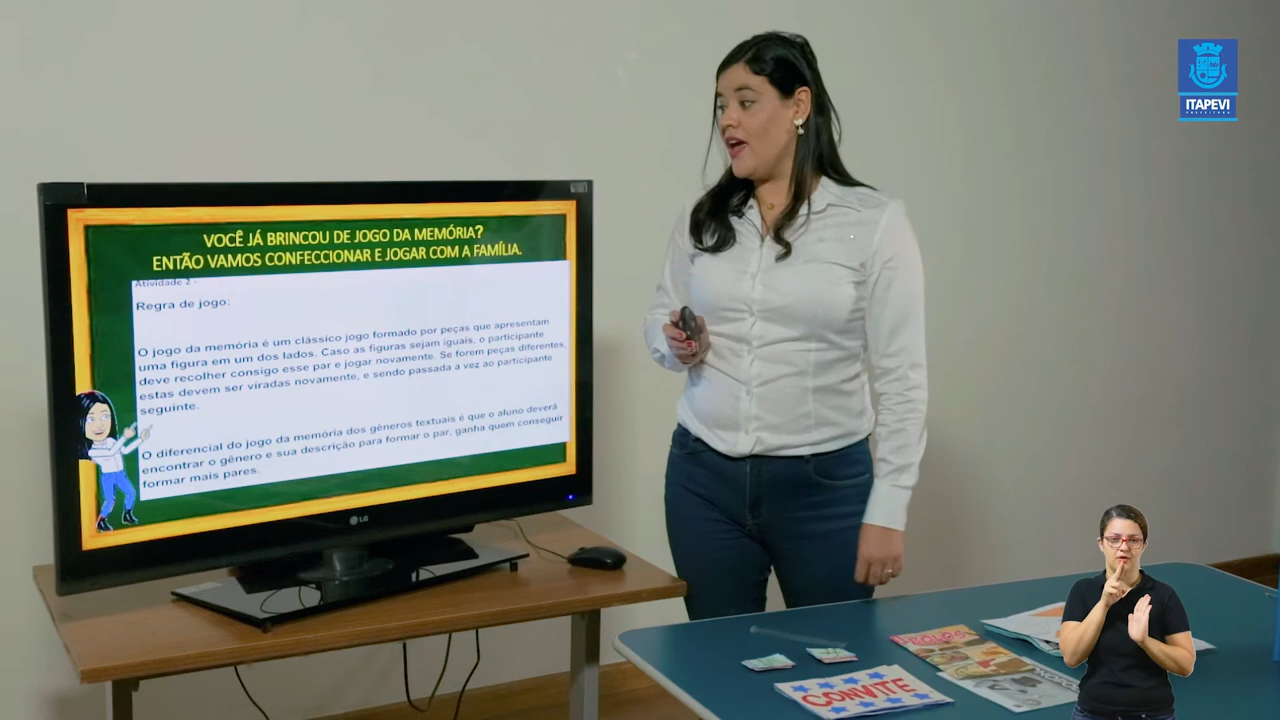 VOCÊ JÁ BRINCOU DE JOGO DA MEMÓRIA?
ENTÃO VAMOS CONFECCIONAR E JOGAR COM A FAMÍLIA.
Atividade 2 -
Regra de jogo:
O jogo da memória é um clássico jogo formado por peças que apresentam
uma figura em um dos lados. Caso as figuras sejam iguais, o participante
deve recolher consigo esse par e jogar novamente. Se forem peças diferentes,
estas devem ser viradas novamente, e sendo passada a vez ao participante
seguinte.
O diferencial do jogo da memória dos gêneros textuais é que o aluno deverá
encontrar o gênero e sua descrição para formar o par, ganha quem conseguir
formar mais pares.
LG
ITAPEVI
PREFEITURA
BOLOS
CONVITE